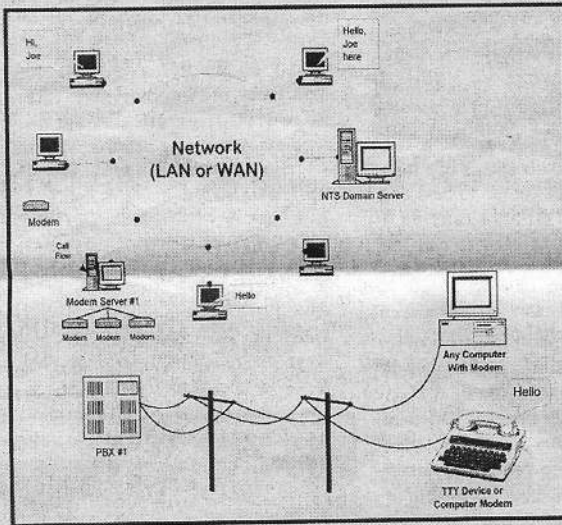 Hi,
Joe
Hello,
Joe
here
Network
(LAN or WAN)
NTS Domain Server
Modem
Call
Flow
Modem Server #1
Hello
Modem Modem Modem
Any Computer
With Modem
Hello
PBX #1
TTY Device or
Computer Modem